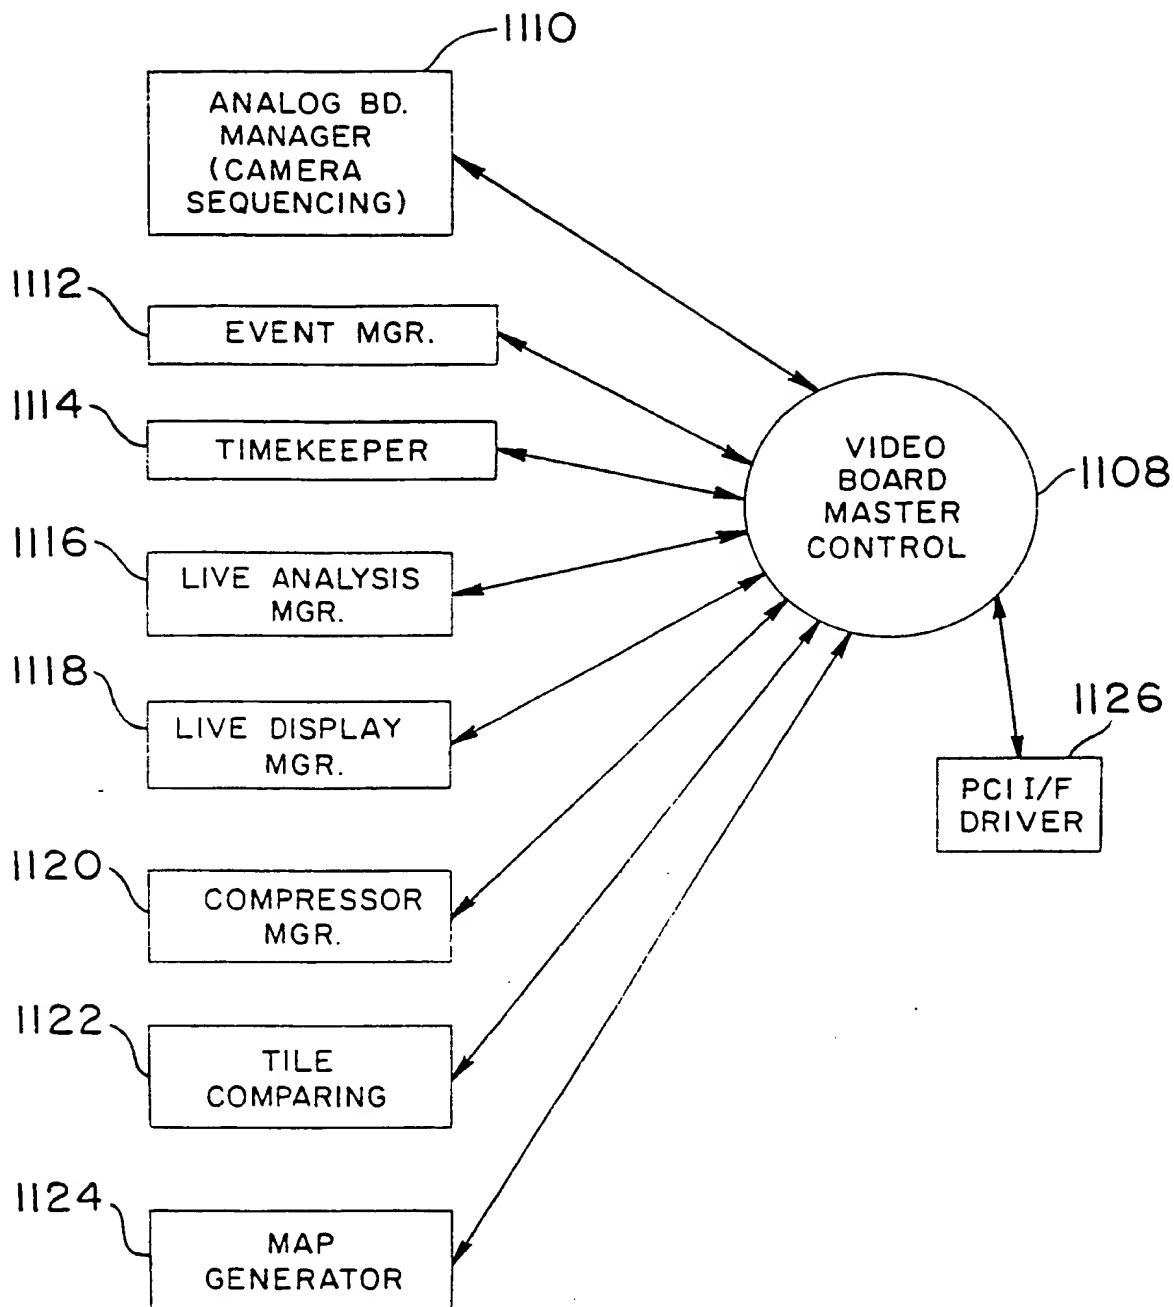 1110
ANALOG BD.
MANAGER
(CAMERA
SEQUENCING)
1112
EVENT MGR.
1114
TIMEKEEPER
VIDEO
BOARD
MASTER
CONTROL
1108
1116
LIVE ANALYSIS
MGR.
1118
LIVE DISPLAY
MGR.
1126
PCI I/F
DRIVER
1120
COMPRESSOR
MGR.
1122
TILE
COMPARING
1124
MAP
GENERATOR